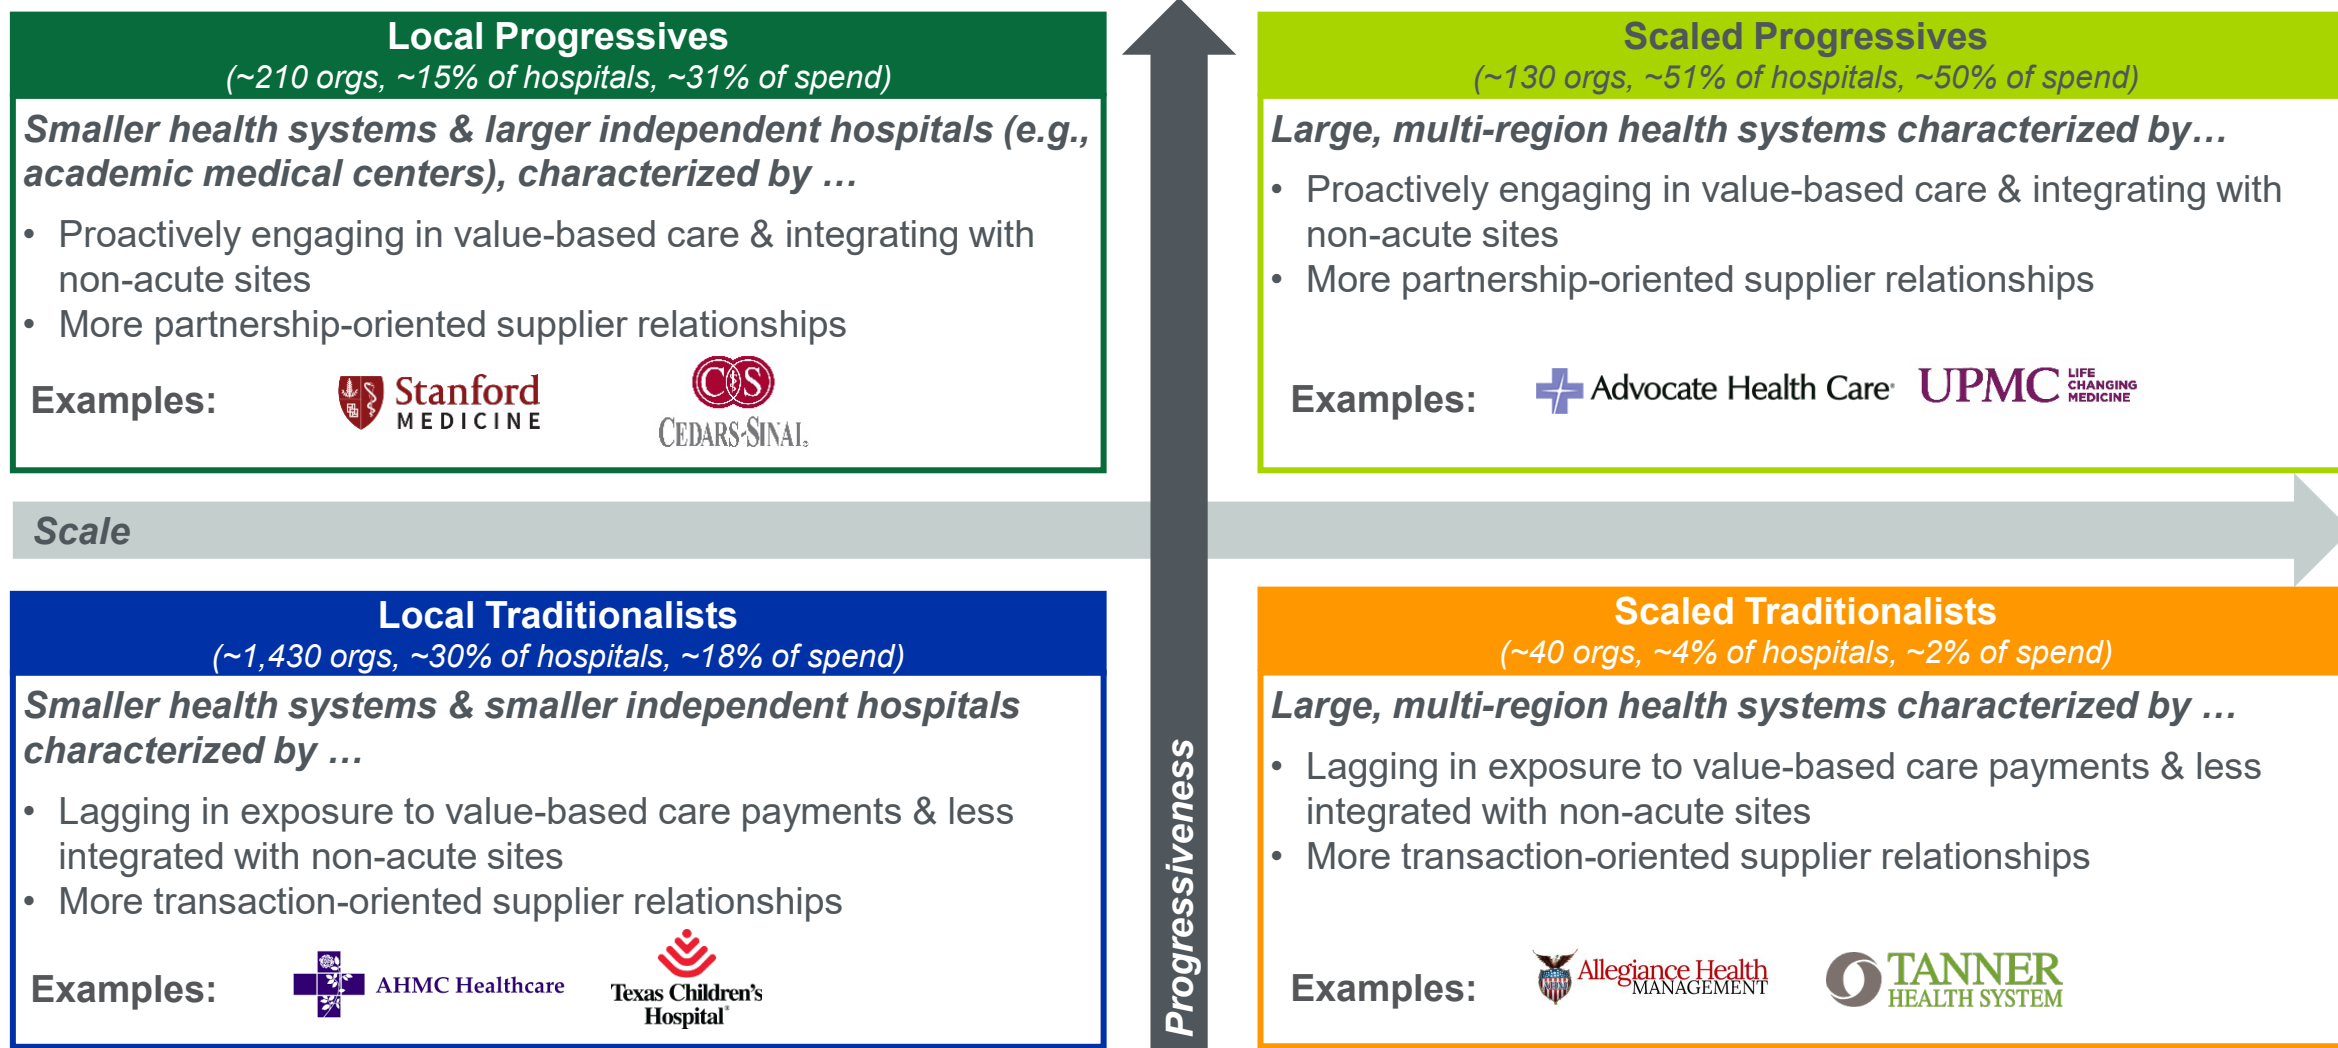 Local Progressives
(~210 orgs, ~15% of hospitals, ~31% of spend)
Smaller health systems & larger independent hospitals (e.g.,
academic medical centers), characterized by …
• Proactively engaging in value-based care & integrating with
non-acute sites
• More partnership-oriented supplier relationships
Examples:
Stanford
MEDICINE
CS
CEDARS-SINAI®
Scaled Progressives
(~130 orgs, ~51% of hospitals, ~50% of spend)
Large, multi-region health systems characterized by…
• Proactively engaging in value-based care & integrating with
non-acute sites
• More partnership-oriented supplier relationships
Examples:
Advocate Health Care®
UPMC
LIFE
CHANGING
MEDICINE
Scale
Progressiveness
Local Traditionalists
(~1,430 orgs, ~30% of hospitals, ~18% of spend)
Smaller health systems & smaller independent hospitals
characterized by …
• Lagging in exposure to value-based care payments & less
integrated with non-acute sites
• More transaction-oriented supplier relationships
Examples:
AHMC Healthcare
Texas Children's
Hospital®
Scaled Traditionalists
(~40 orgs, ~4% of hospitals, ~2% of spend)
Large, multi-region health systems characterized by …
• Lagging in exposure to value-based care payments & less
integrated with non-acute sites
• More transaction-oriented supplier relationships
Examples:
Allegiance Health
MANAGEMENT
TANNER
HEALTH SYSTEM